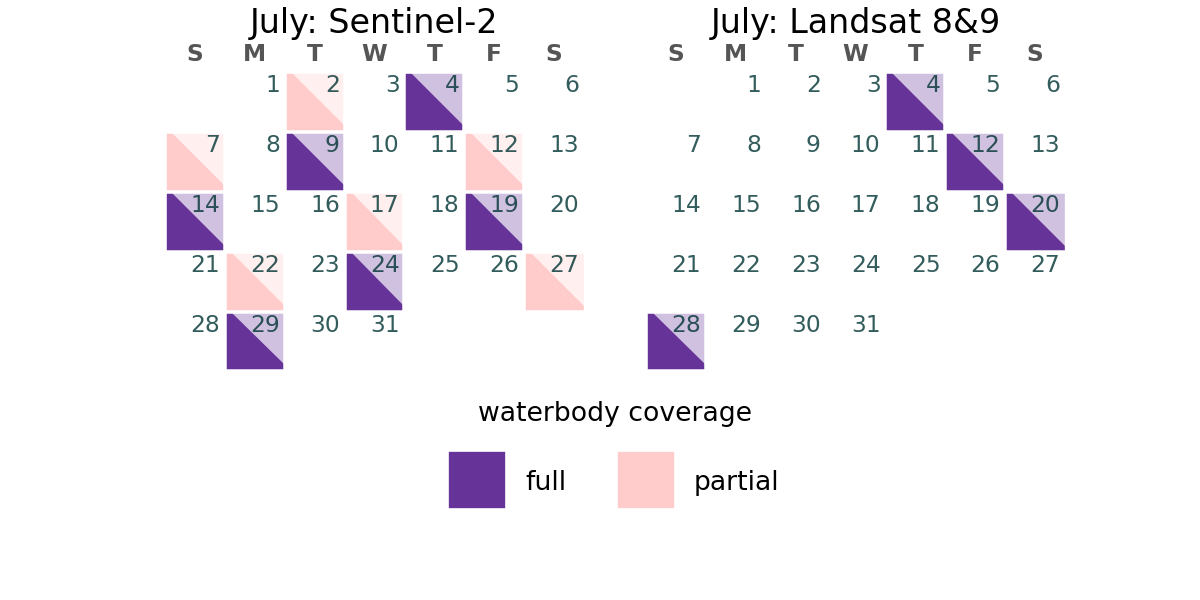 July: Sentinel-2
S M T W T F S
1 2 3 4 5 6
7 8 9 10 11 12 13
14 15 16 17 18 19 20
21 22 23 24 25 26 27
28 29 30 31
July: Landsat 8&9
S M T W T F S
1 2 3 4 5 6
7 8 9 10 11 12 13
14 15 16 17 18 19 20
21 22 23 24 25 26 27
28 29 30 31
waterbody coverage
full partial